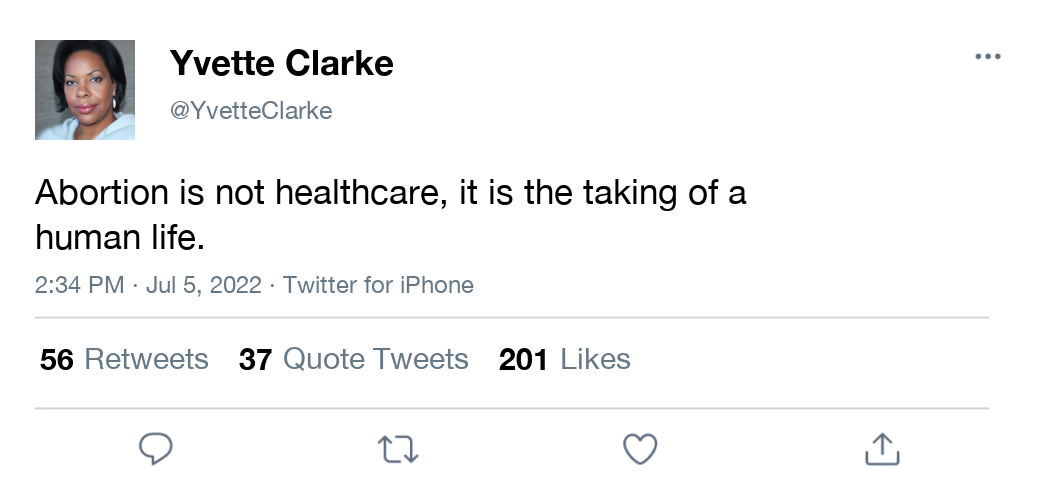 Yvette Clarke
@YvetteClarke
Abortion is not healthcare, it is the taking of a
human life.
2:34 PM · Jul 5, 2022 · Twitter for iPhone
56 Retweets 37 Quote Tweets 201 Likes